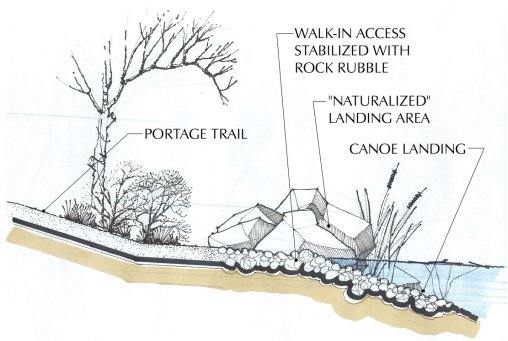 WALK-IN ACCESS
STABILIZED WITH
ROCK RUBBLE
"NATURALIZED"
LANDING AREA
PORTAGE TRAIL
CANOE LANDING